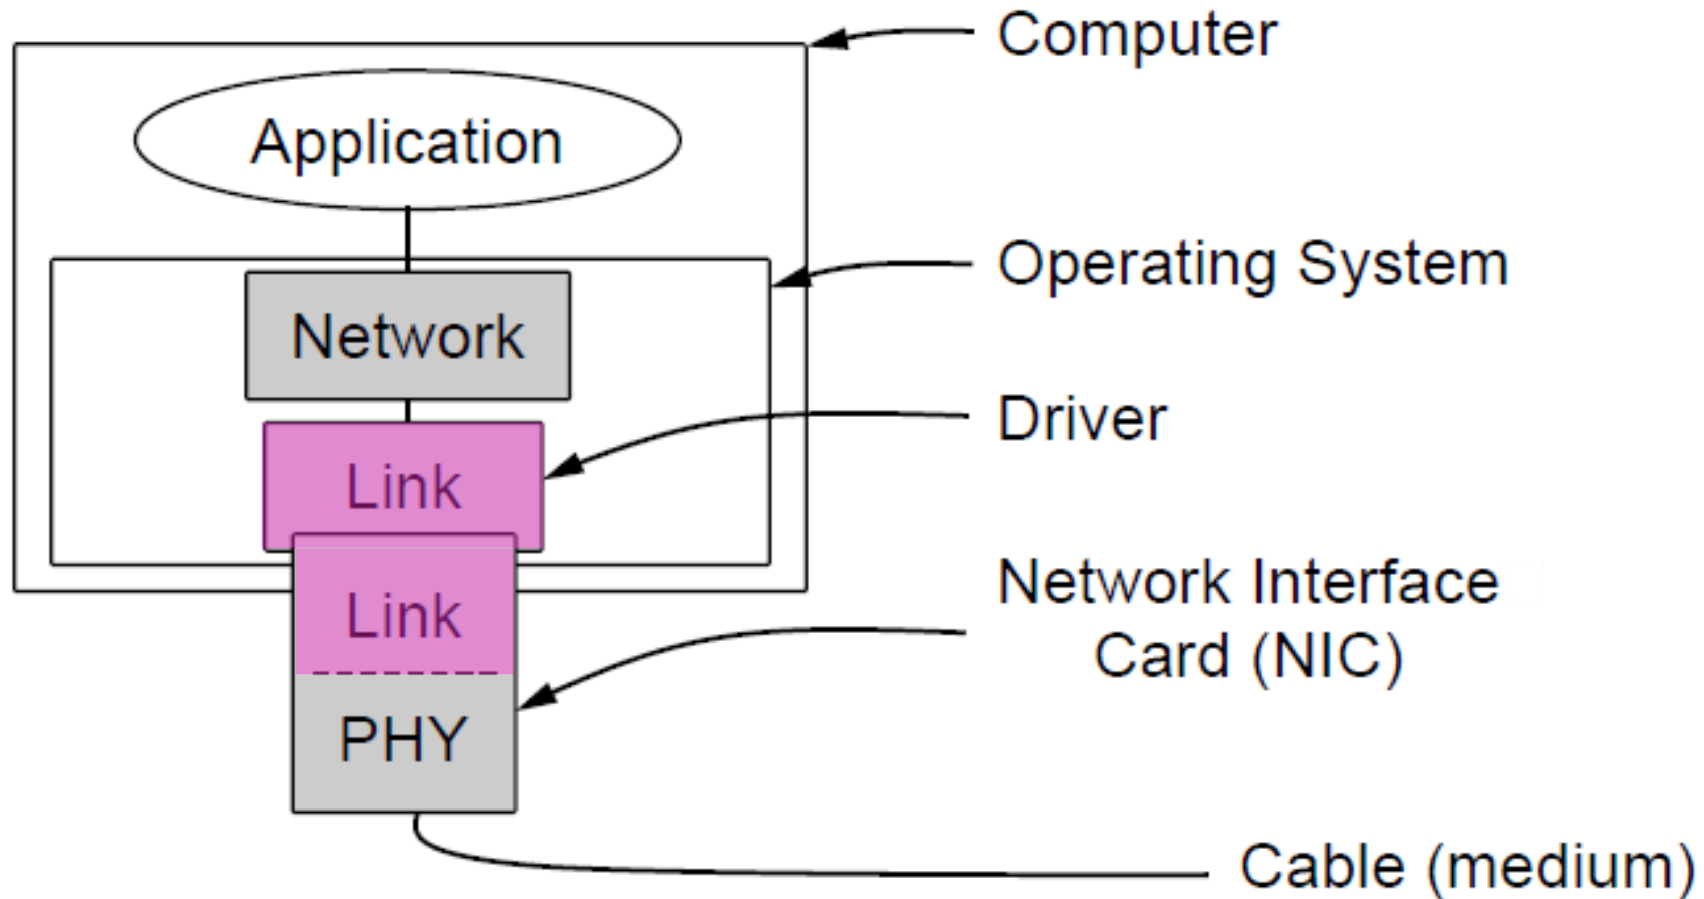 Computer
Application
Operating System
Network
Driver
Link
Network Interface
Card (NIC)
Link
PHY
Cable (medium)